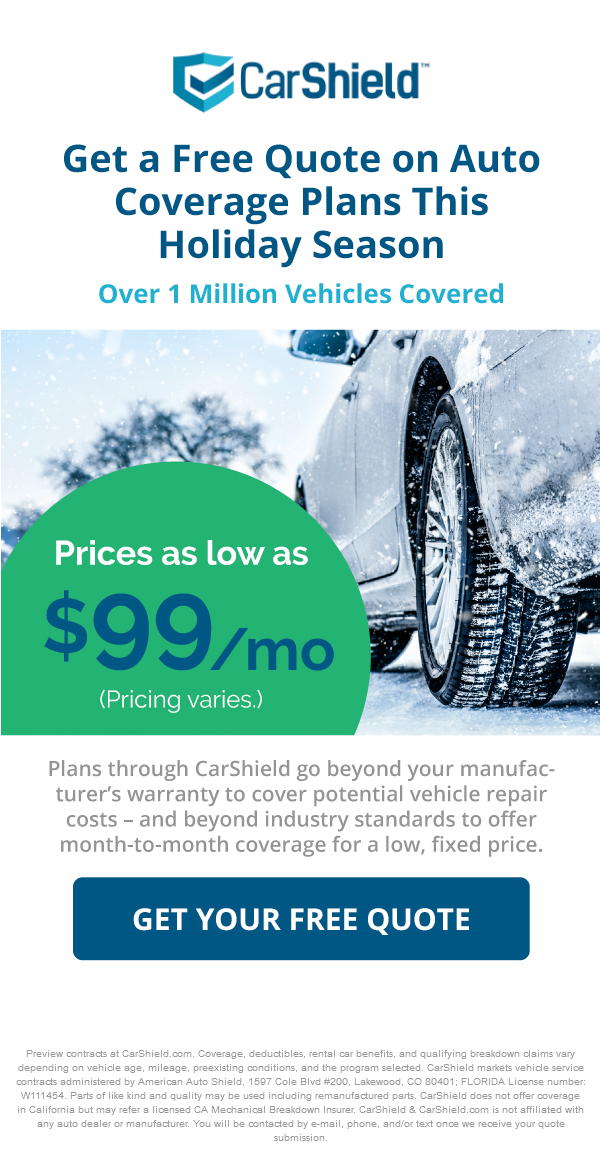 CarShield™
Get a Free Quote on Auto
Coverage Plans This
Holiday Season
Over 1 Million Vehicles Covered
Prices as low as
$99/mo
(Pricing varies.)
Plans through CarShield go beyond your manufac-
turer’s warranty to cover potential vehicle repair
costs – and beyond industry standards to offer
month-to-month coverage for a low, fixed price.
GET YOUR FREE QUOTE
Preview contracts at CarShield.com. Coverage, deductibles, rental car benefits, and qualifying breakdown claims vary
depending on vehicle age, mileage, preexisting conditions, and the program selected. CarShield markets vehicle service
contracts administered by American Auto Shield, 1597 Cole Blvd #200, Lakewood, CO 80401; FLORIDA License number:
W111454. Parts of like kind and quality may be used including remanufactured parts. CarShield does not offer coverage
in California but may refer a licensed CA Mechanical Breakdown Insurer. CarShield & CarShield.com is not affiliated with
any auto dealer or manufacturer. You will be contacted by e-mail, phone, and/or text once we receive your quote
submission.